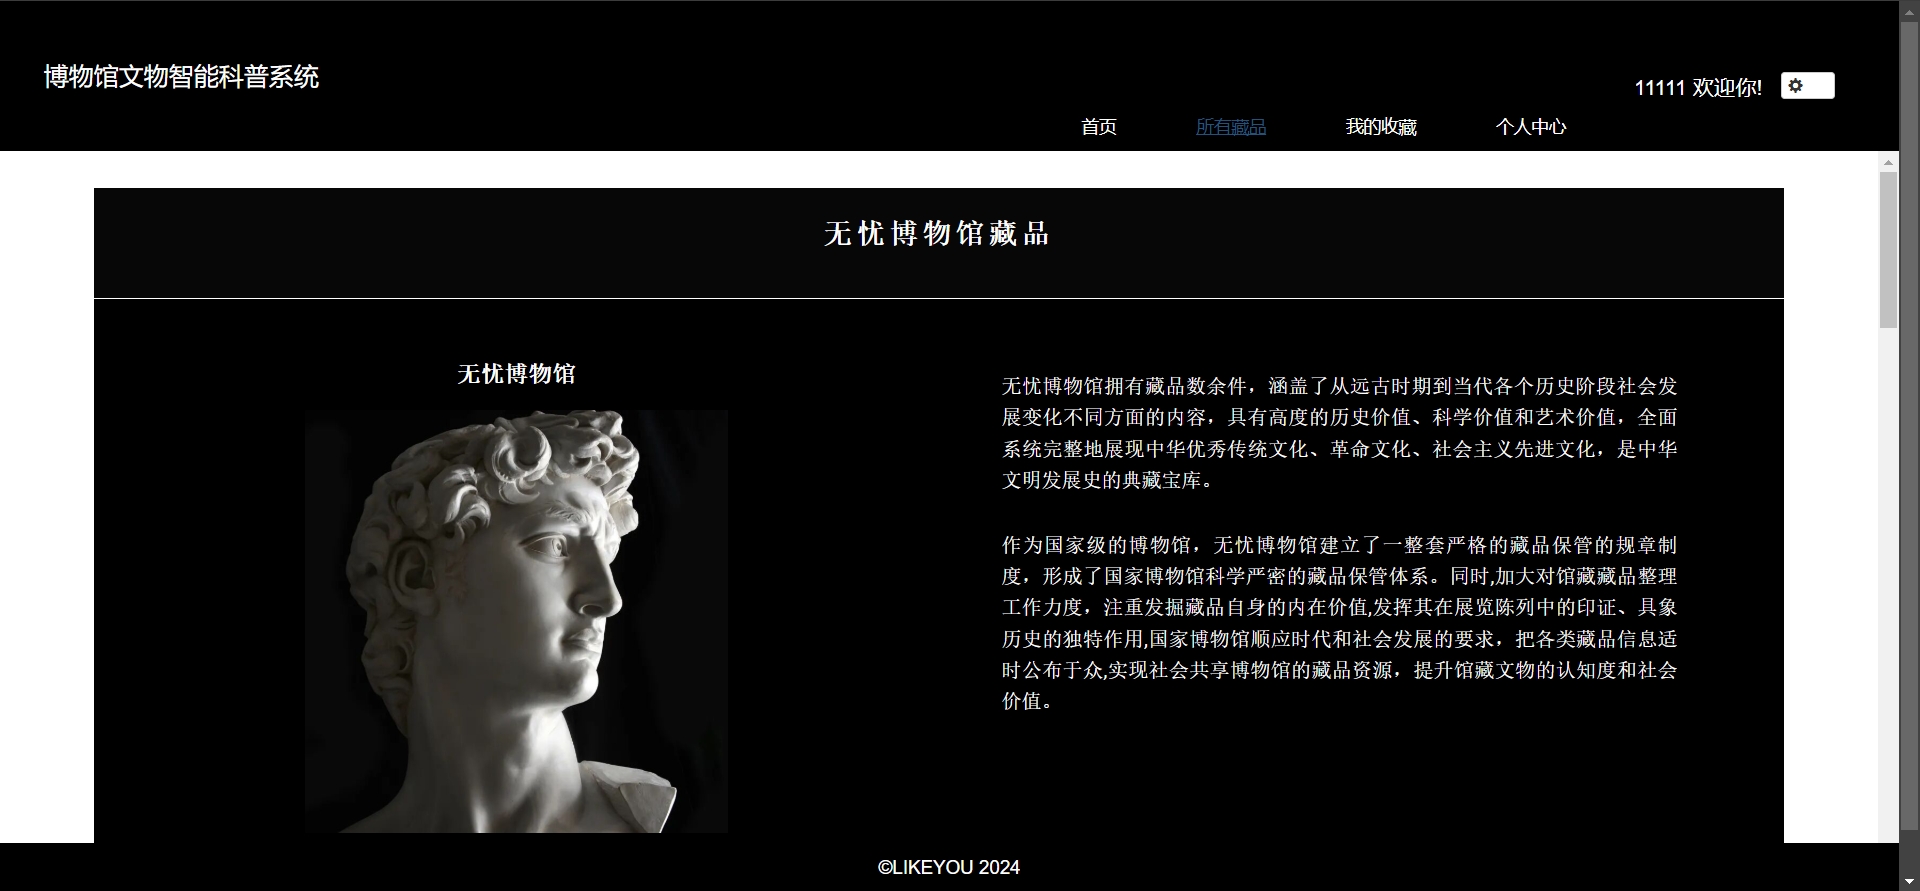 博物馆文物智能科普系统
11111 欢迎你!
首页 所有藏品 我的收藏 个人中心
无忧博物馆藏品
无忧博物馆
无忧博物馆拥有藏品数余件，涵盖了从远古时期到当代各个历史阶段社会发
展变化不同方面的内容，具有高度的历史价值、科学价值和艺术价值，全面
系统完整地展现中华优秀传统文化、革命文化、社会主义先进文化，是中华
文明发展史的典藏宝库。
作为国家级的博物馆，无忧博物馆建立了一整套严格的藏品保管的规章制
度，形成了国家博物馆科学严密的藏品保管体系。同时,加大对馆藏藏品整理
工作力度，注重发掘藏品自身的内在价值,发挥其在展览陈列中的印证、具象
历史的独特作用,国家博物馆顺应时代和社会发展的要求，把各类藏品信息适
时公布于众,实现社会共享博物馆的藏品资源，提升馆藏文物的认知度和社会
价值。
©LIKEYOU 2024